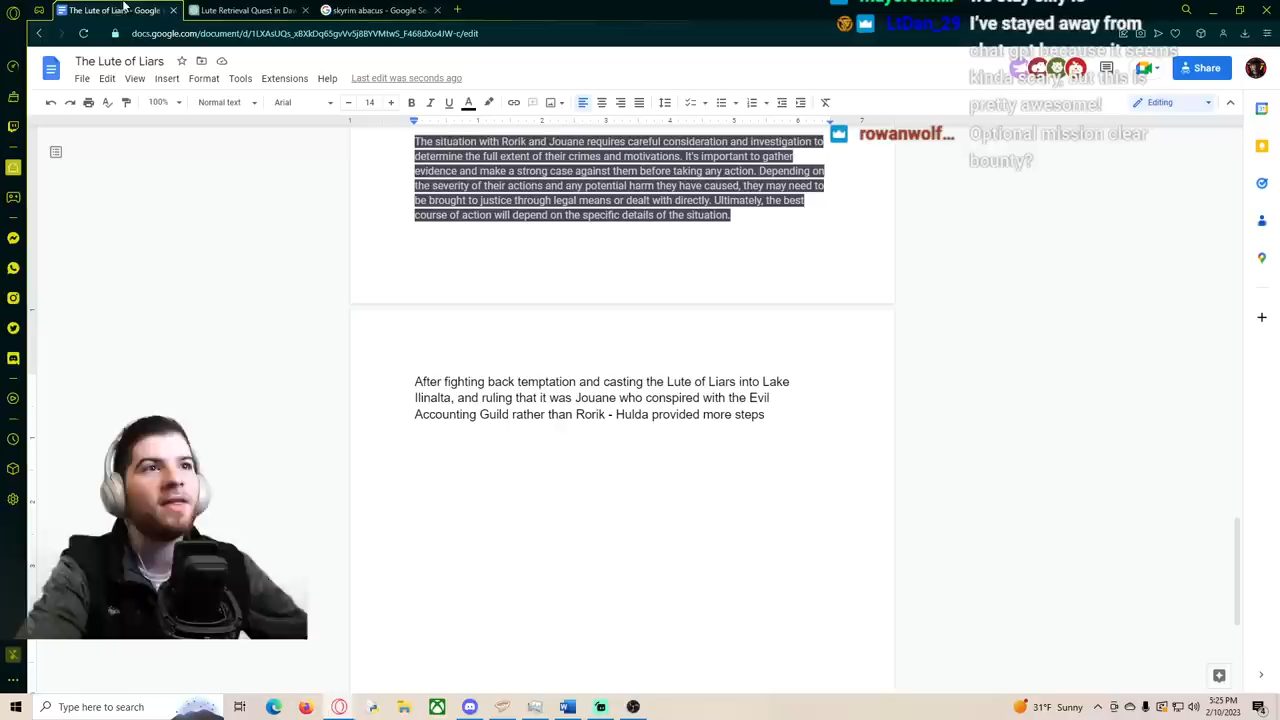 The Lute of Liars - Google
Lute Retrieval Quest in Dav
skyrim abacus - Google Se
LtDan_29
I've stayed away from
docs.google.com/document/d/1LXAsUQs_x8XkDq65gvVv5j88YVMtwS_F468dXo4JW-c/edit
chat gpt because it seems
The Lute of Liars
kinda scary, but this is
File Edit View Insert Format Tools Extensions Help Last edit was seconds ago
Share
pretty awesome!
100% Normal text Arial 14
Editing
rowanwolf... Optional mission clear
bounty?
The situation with Rorik and Jouane requires careful consideration and investigation to
determine the full extent of their crimes and motivations. It's important to gather
evidence and make a strong case against them before taking any action. Depending on
the severity of their actions and any potential harm they have caused, they may need to
be brought to justice through legal means or dealt with directly. Ultimately, the best
course of action will depend on the specific details of the situation.
After fighting back temptation and casting the Lute of Liars into Lake
Ilinalta, and ruling that it was Jouane who conspired with the Evil
Accounting Guild rather than Rorik - Hulda provided more steps
Type here to search
31°F Sunny
5:25 PM
2/10/2023